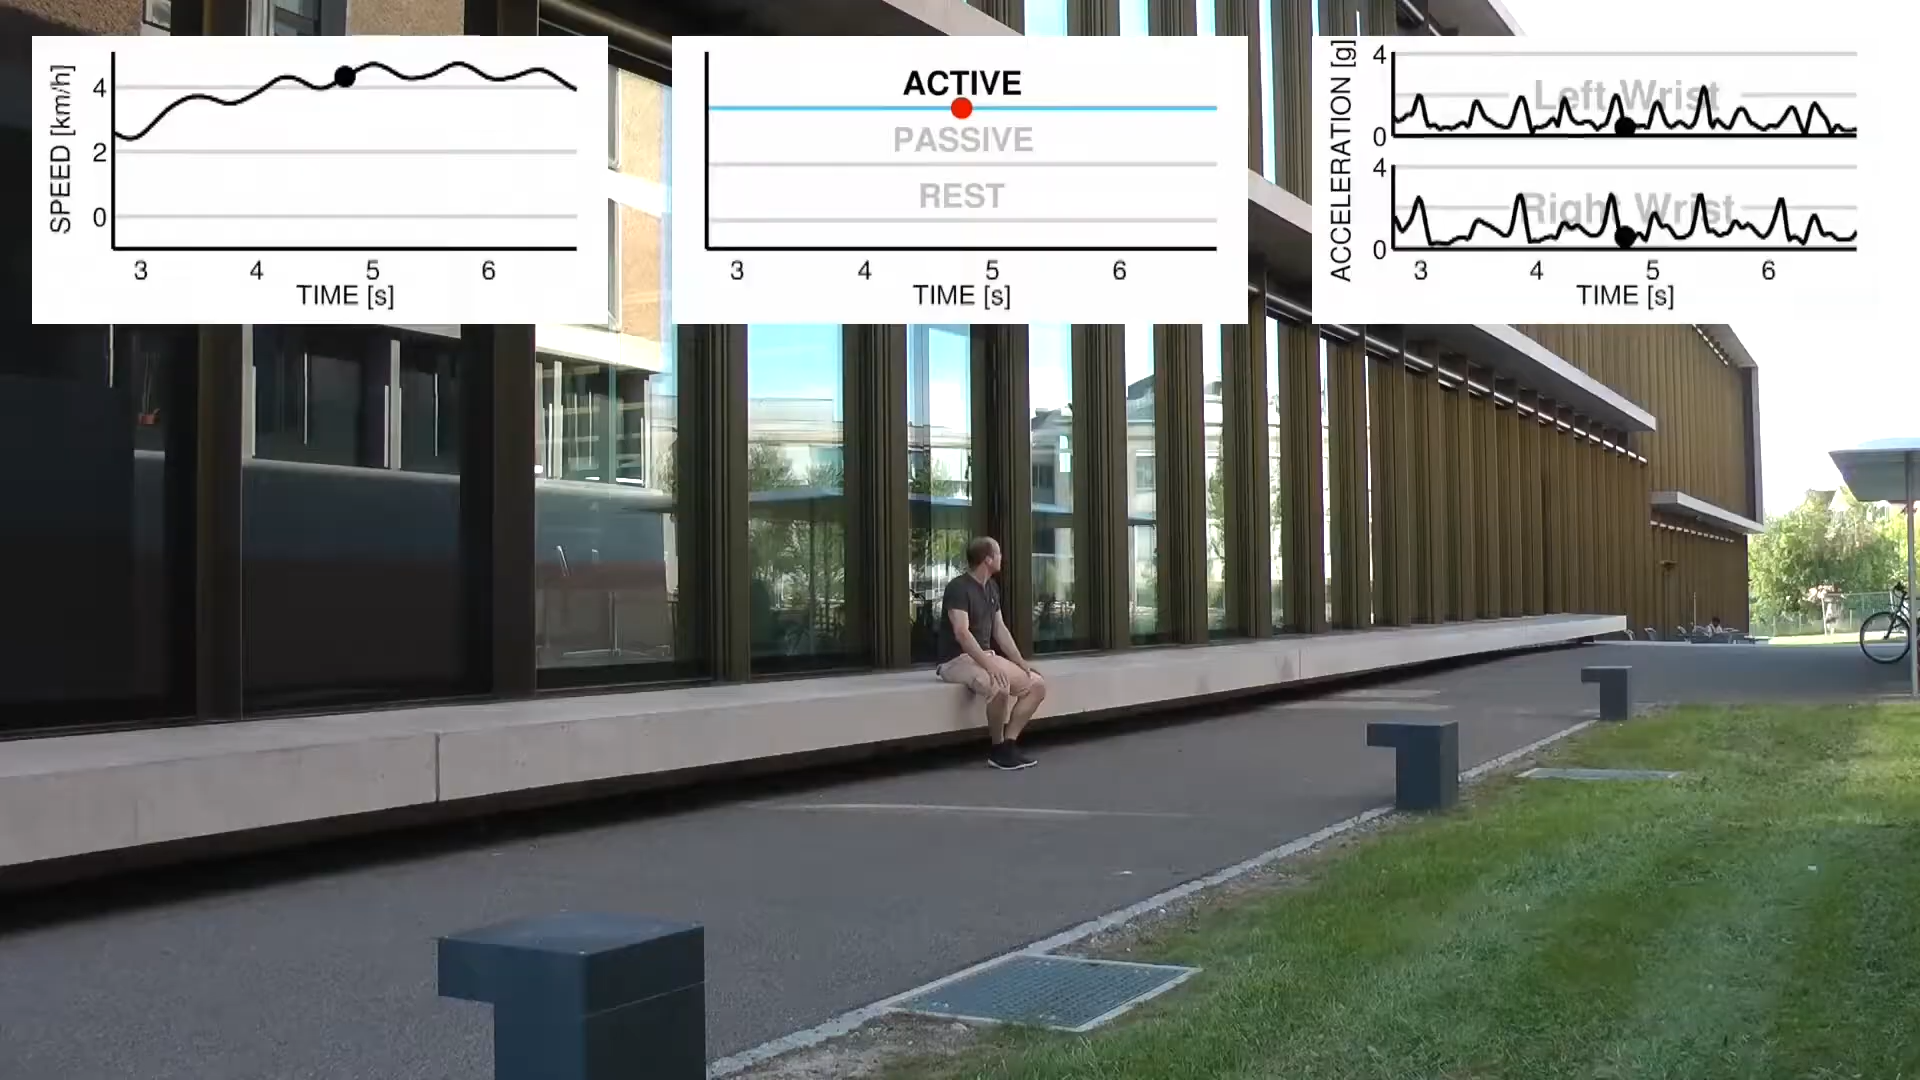 SPEED [km/h]
4
2
0
3 4 5 6
TIME [s]
ACTIVE
PASSIVE
REST
3 4 5 6
TIME [s]
ACCELERATION [g]
4
Left Wrist
0
4
Right Wrist
0
3 4 5 6
TIME [s]